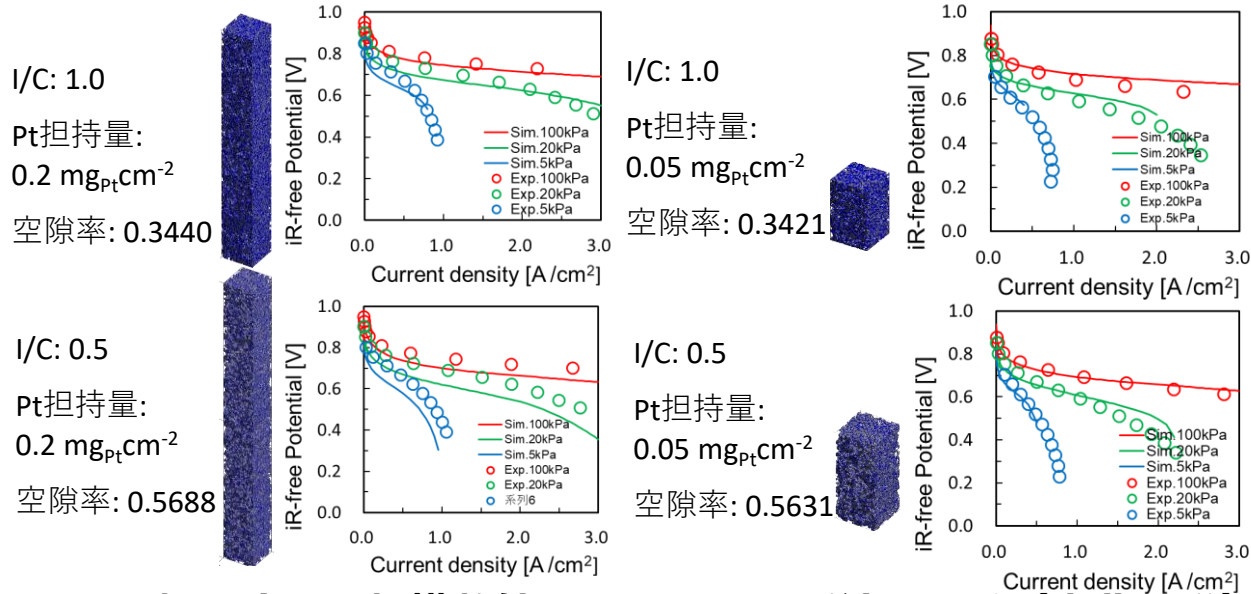 I/C: 1.0
Pt担持量:
0.2 mgPtcm-2
空隙率: 0.3440
iR-free Potential [V]
1.0
0.8
0.6
0.4
0.2
0.0
Sim.100kPa
Sim.20kPa
Sim.5kPa
Exp.100kPa
Exp.20kPa
Exp.5kPa
0.0 1.0 2.0 3.0
Current density [A /cm2]
I/C: 1.0
Pt担持量:
0.05 mgPtcm-2
空隙率: 0.3421
iR-free Potential [V]
1.0
0.8
0.6
0.4
0.2
0.0
Sim.100kPa
Sim.20kPa
Sim.5kPa
Exp.100kPa
Exp.20kPa
Exp.5kPa
0.0 1.0 2.0 3.0
Current density [A /cm2]
I/C: 0.5
Pt担持量:
0.2 mgPtcm-2
空隙率: 0.5688
iR-free Potential [V]
1.0
0.8
0.6
0.4
0.2
0.0
Sim.100kPa
Sim.20kPa
Sim.5kPa
Exp.100kPa
Exp.20kPa
系列6
0.0 1.0 2.0 3.0
Current density [A /cm2]
I/C: 0.5
Pt担持量:
0.05 mgPtcm-2
空隙率: 0.5631
iR-free Potential [V]
1.0
0.8
0.6
0.4
0.2
0.0
Sim.100kPa
Sim.20kPa
Sim.5kPa
Exp.100kPa
Exp.20kPa
Exp.5kPa
0.0 1.0 2.0 3.0
Current density [A /cm2]